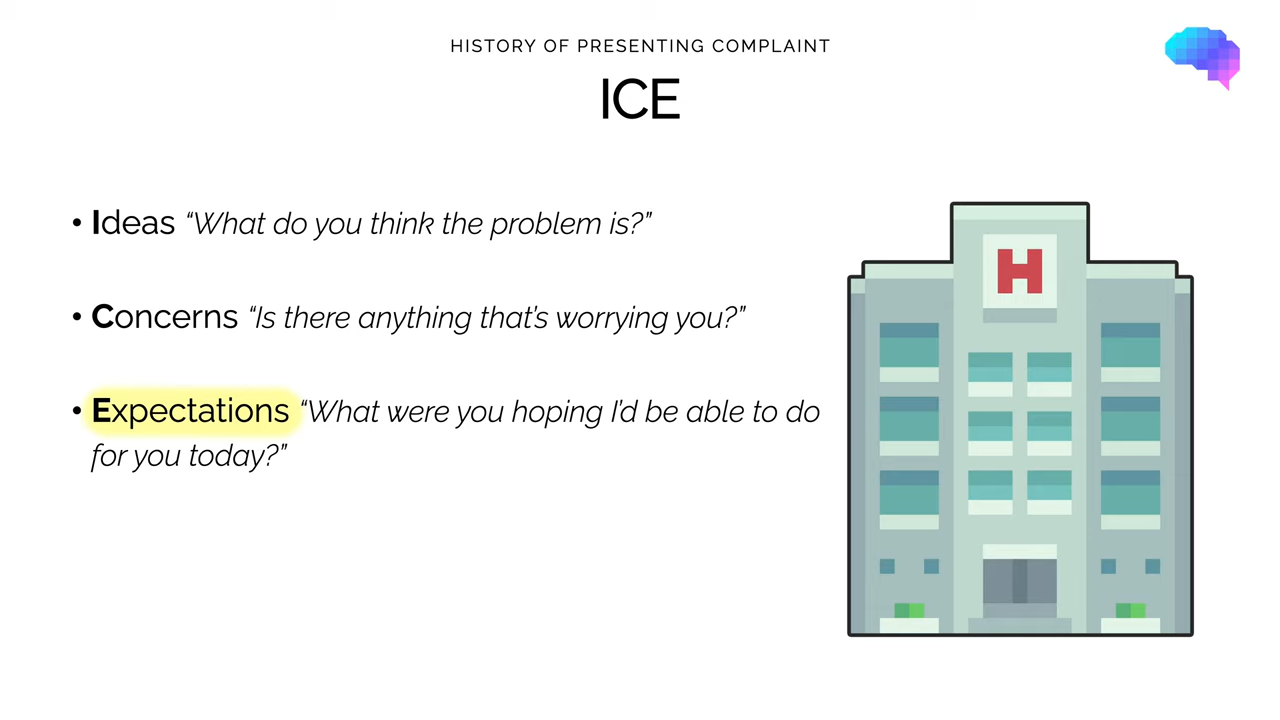 HISTORY OF PRESENTING COMPLAINT
ICE
• Ideas “What do you think the problem is?”
• Concerns “Is there anything that’s worrying you?”
• Expectations “What were you hoping I’d be able to do
for you today?”
H